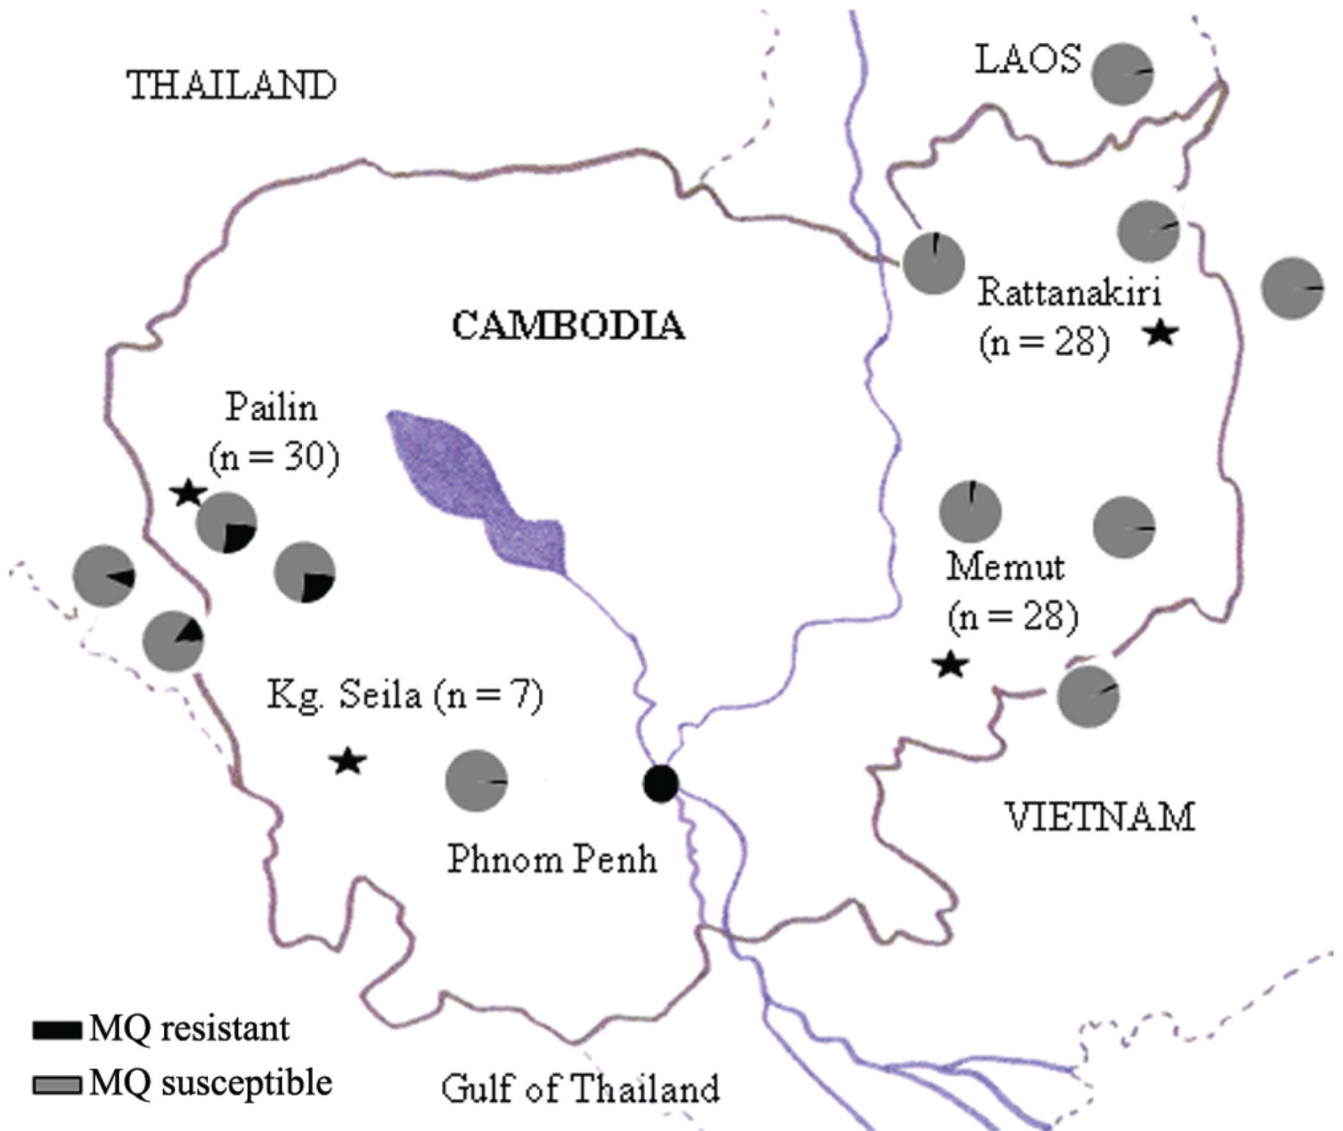 LAOS
THAILAND
Rattanakiri
(n = 28)
CAMBODIA
Pailin
(n = 30)
Memut
(n = 28)
Kg. Seila (n = 7)
VIETNAM
Phnom Penh
MQ resistant
MQ susceptible
Gulf of Thailand